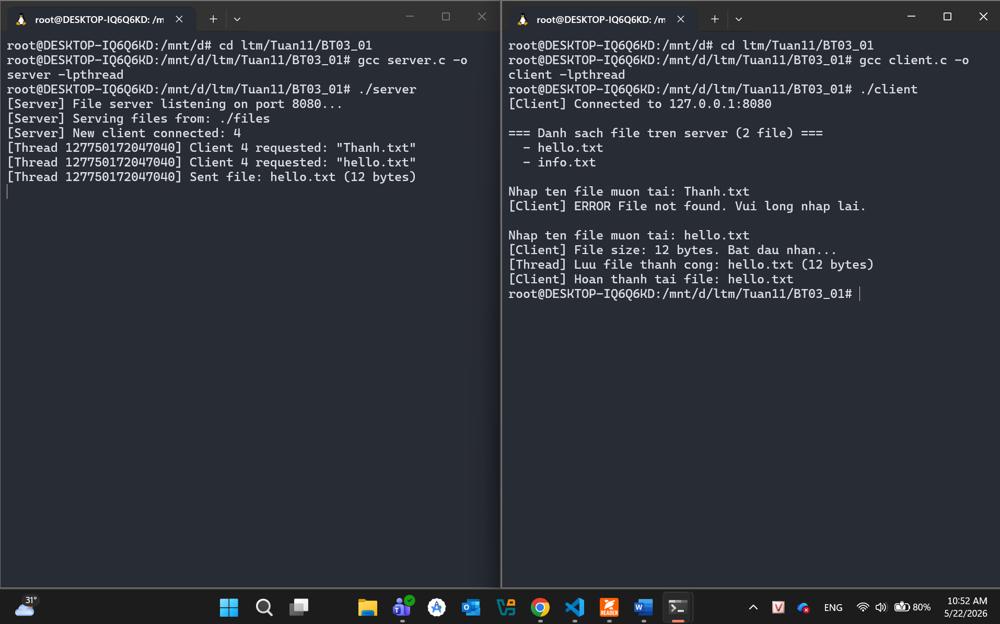 root@DESKTOP-IQ6Q6KD: /m
root@DESKTOP-IQ6Q6KD:/mnt/d# cd ltm/Tuan11/BT03_01
root@DESKTOP-IQ6Q6KD:/mnt/d/ltm/Tuan11/BT03_01# gcc server.c -o
server -lpthread
root@DESKTOP-IQ6Q6KD:/mnt/d/ltm/Tuan11/BT03_01# ./server
[Server] File server listening on port 8080...
[Server] Serving files from: ./files
[Server] New client connected: 4
[Thread 127750172047040] Client 4 requested: "Thanh.txt"
[Thread 127750172047040] Client 4 requested: "hello.txt"
[Thread 127750172047040] Sent file: hello.txt (12 bytes)
root@DESKTOP-IQ6Q6KD: /m
root@DESKTOP-IQ6Q6KD:/mnt/d# cd ltm/Tuan11/BT03_01
root@DESKTOP-IQ6Q6KD:/mnt/d/ltm/Tuan11/BT03_01# gcc client.c -o
client -lpthread
root@DESKTOP-IQ6Q6KD:/mnt/d/ltm/Tuan11/BT03_01# ./client
[Client] Connected to 127.0.0.1:8080
=== Danh sach file tren server (2 file) ===
- hello.txt
- info.txt
Nhap ten file muon tai: Thanh.txt
[Client] ERROR File not found. Vui long nhap lai.
Nhap ten file muon tai: hello.txt
[Client] File size: 12 bytes. Bat dau nhan...
[Thread] Luu file thanh cong: hello.txt (12 bytes)
[Client] Hoan thanh tai file: hello.txt
root@DESKTOP-IQ6Q6KD:/mnt/d/ltm/Tuan11/BT03_01#
31°
READER
ENG
80%
10:52 AM
5/22/2026